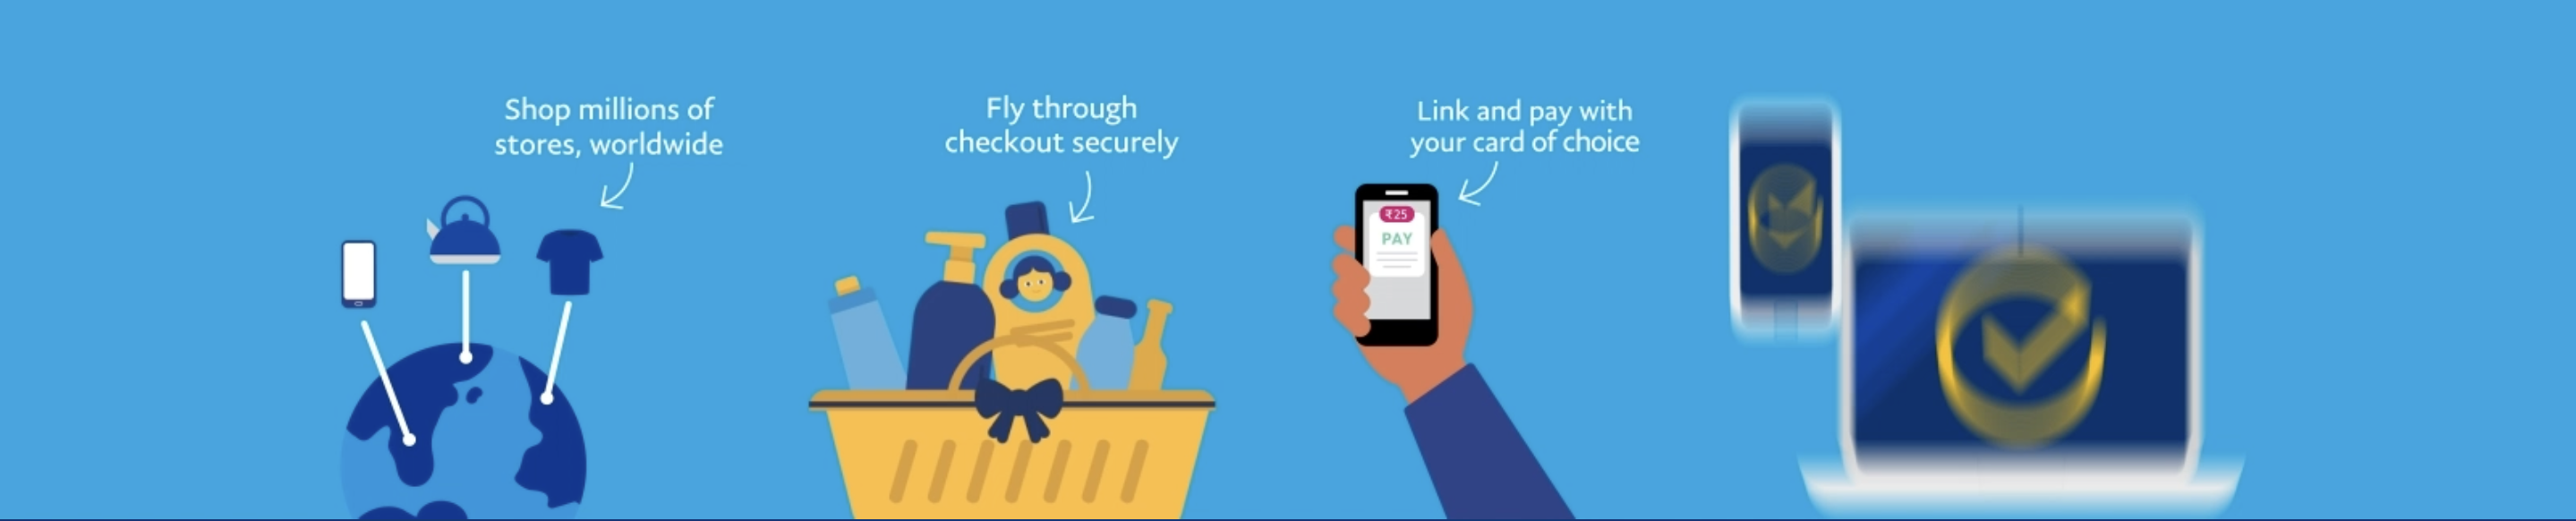 Shop millions of
stores, worldwide
Fly through
checkout securely
Link and pay with
your card of choice
₹25
PAY